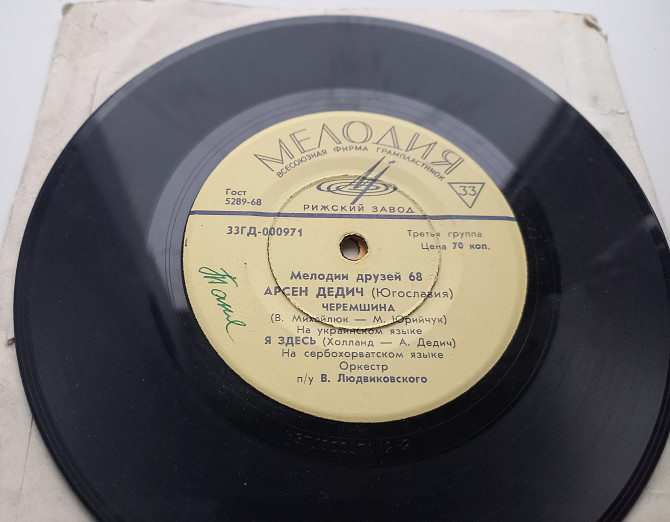 МЕЛОДИЯ
ВСЕСОЮЗНАЯ ФИРМА ГРАМПЛАСТИНОК
33
РИЖСКИЙ ЗАВОД
Гост
5289-68
33ГД-000971
Третья группа
Цена 70 коп.
Мелодии друзей 68
АРСЕН ДЕДИЧ (Югославия)
ЧЕРЕМШИНА
(В. Михайлюк — М. Юрийчук)
На украинском языке
Я ЗДЕСЬ (Холланд — А. Дедич)
На сербохорватском языке
Оркестр
п/у В. Людвиковского